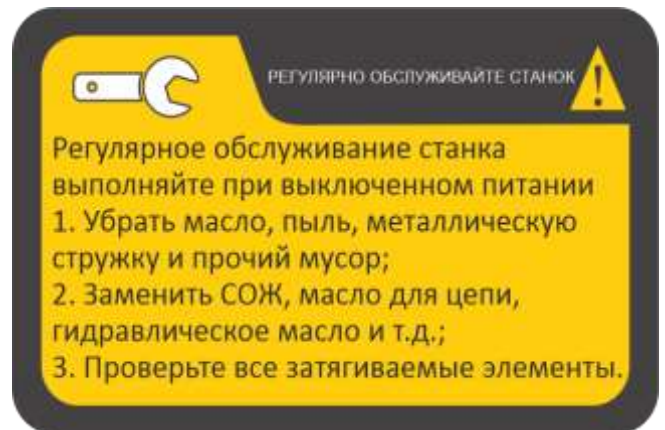 РЕГУЛЯРНО ОБСЛУЖИВАЙТЕ СТАНОК
Регулярное обслуживание станка
выполняйте при выключенном питании
1. Убрать масло, пыль, металлическую
стружку и прочий мусор;
2. Заменить СОЖ, масло для цепи,
гидравлическое масло и т.д.;
3. Проверьте все затягиваемые элементы.